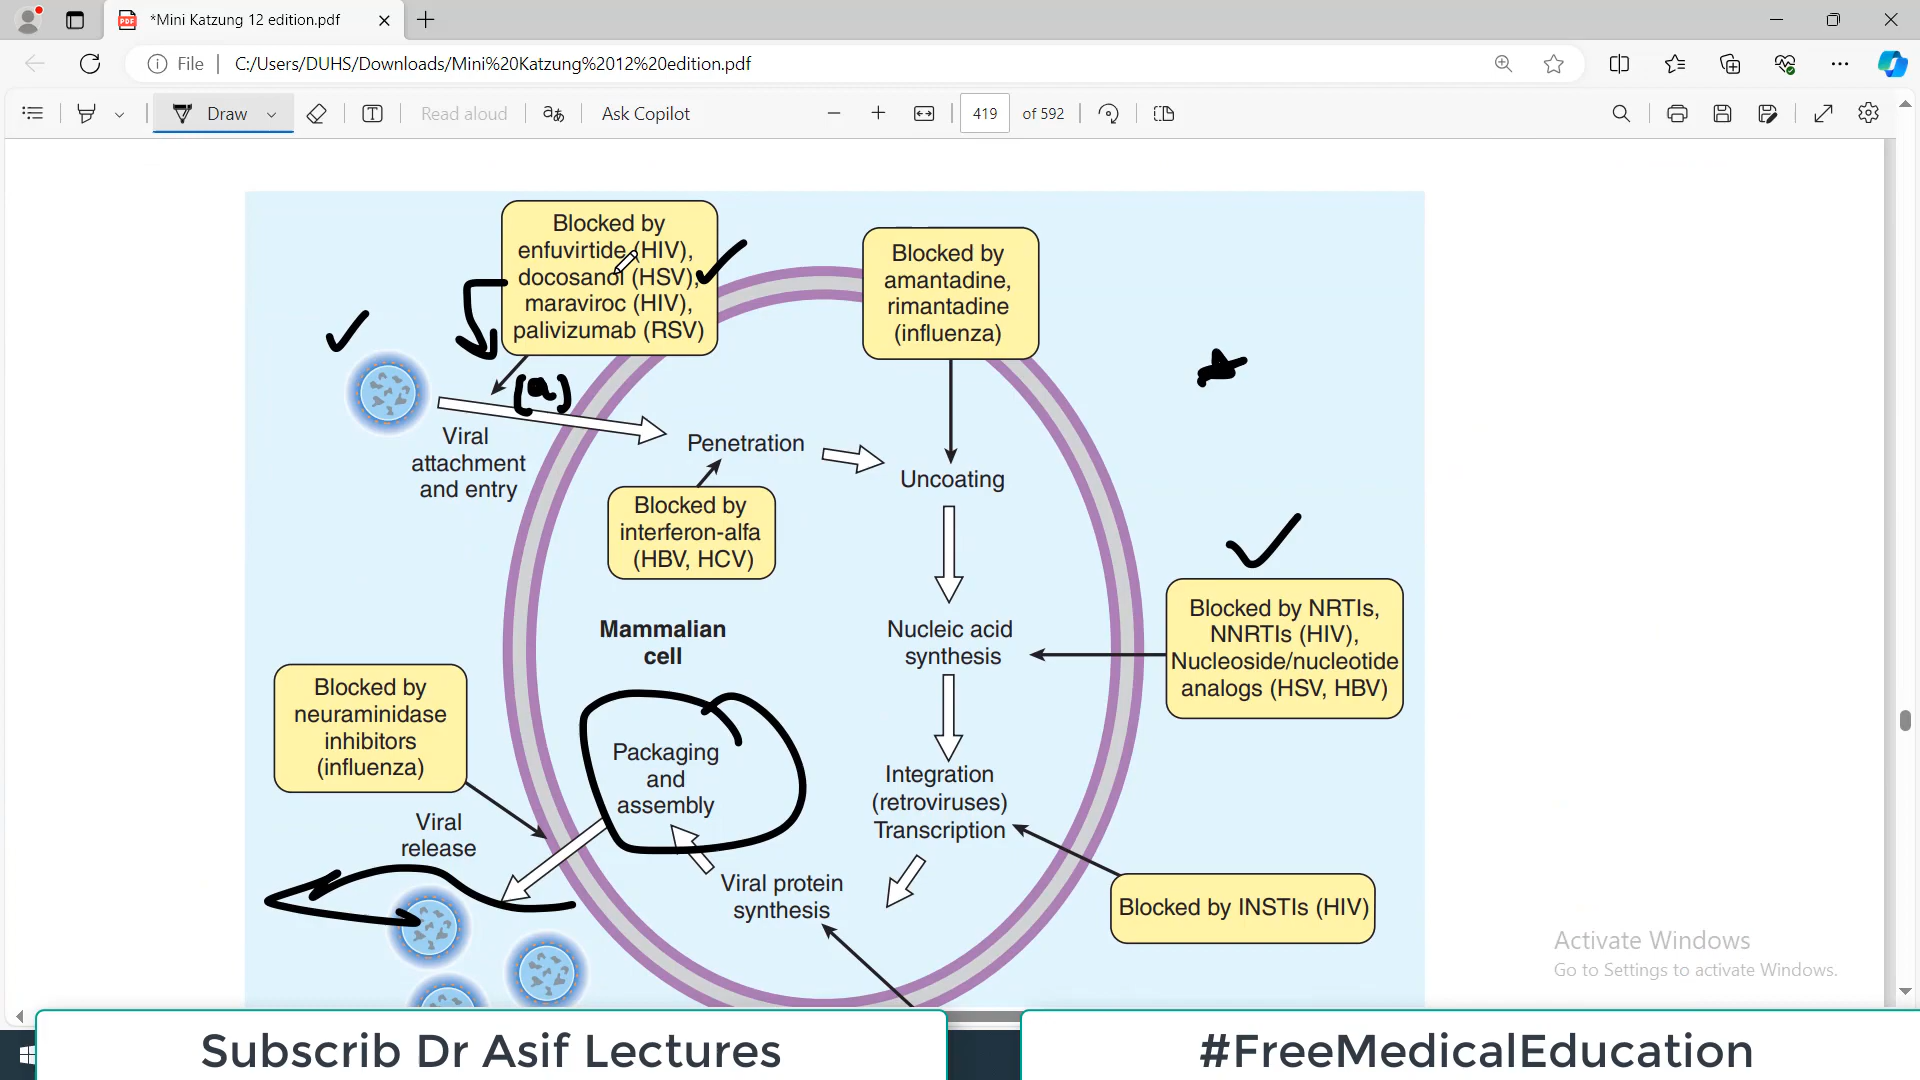 *Mini Katzung 12 edition.pdf
File
C:/Users/DUHS/Downloads/Mini%20Katzung%2012%20edition.pdf
Draw
Read aloud
aあ
Ask Copilot
419
of 592
Blocked by
enfuvirtide (HIV),
docosanol (HSV),
maraviroc (HIV),
palivizumab (RSV)
Blocked by
amantadine,
rimantadine
(influenza)
(a)
Viral
attachment
and entry
Penetration
Uncoating
Blocked by
interferon-alfa
(HBV, HCV)
Mammalian
cell
Nucleic acid
synthesis
Blocked by NRTIs,
NNRTIs (HIV),
Nucleoside/nucleotide
analogs (HSV, HBV)
Blocked by
neuraminidase
inhibitors
(influenza)
Packaging
and
assembly
Integration
(retroviruses)
Transcription
Viral
release
Viral protein
synthesis
Blocked by INSTIs (HIV)
Activate Windows
Go to Settings to activate Windows.
Subscrib Dr Asif Lectures
#FreeMedicalEducation